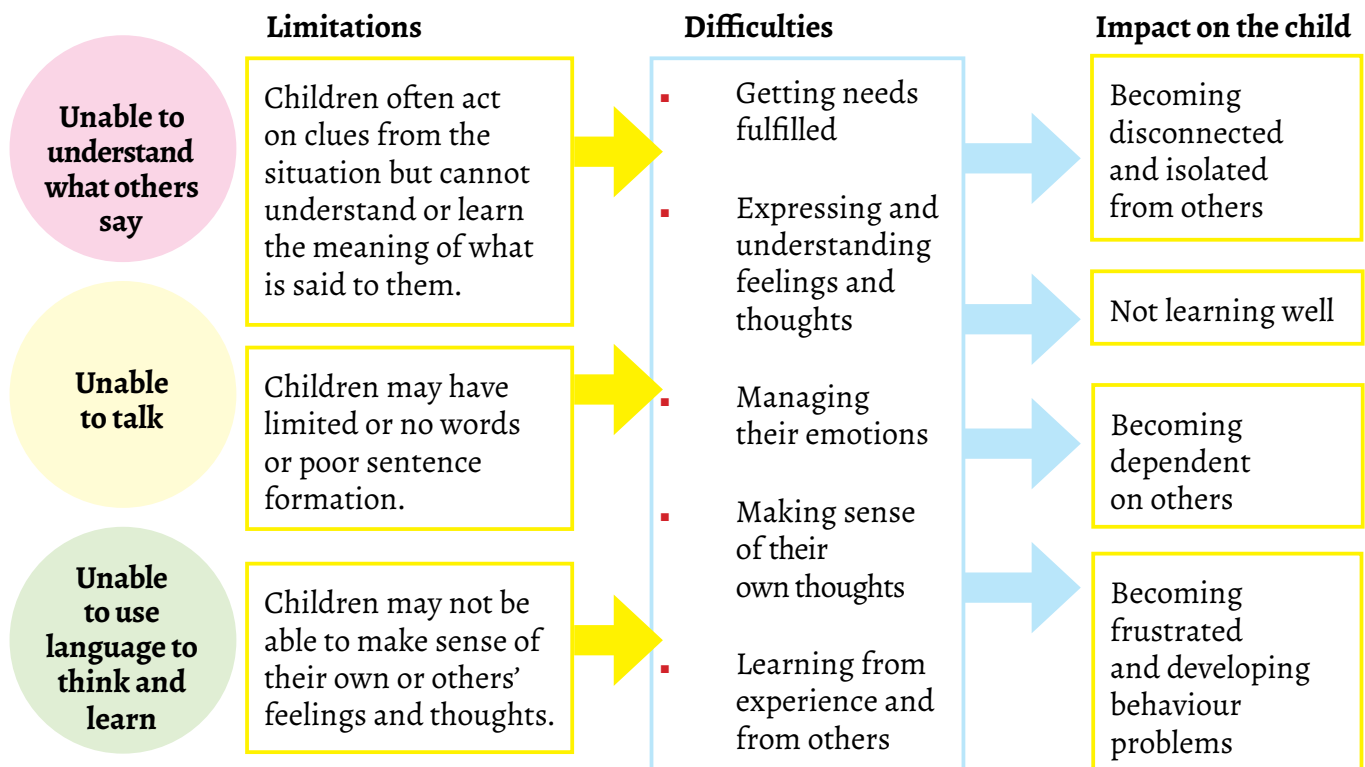 Limitations
Difficulties
Impact on the child
Unable to
understand
what others
say
Children often act
on clues from the
situation but cannot
understand or learn
the meaning of what
is said to them.
Unable
to talk
Children may have
limited or no words
or poor sentence
formation.
Unable
to use
language to
think and
learn
Children may not be
able to make sense of
their own or others’
feelings and thoughts.
▪ Getting needs
fulfilled
▪ Expressing and
understanding
feelings and
thoughts
▪ Managing
their emotions
▪ Making sense
of their
own thoughts
▪ Learning from
experience and
from others
Becoming
disconnected
and isolated
from others
Not learning well
Becoming
dependent
on others
Becoming
frustrated
and developing
behaviour
problems